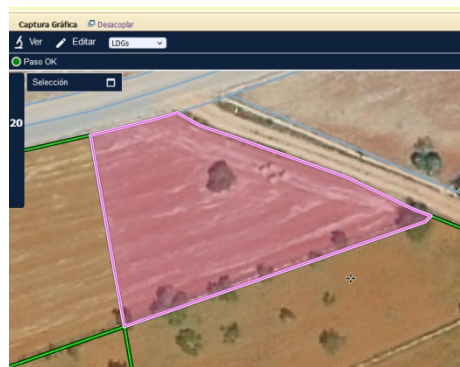 Captura Gráfica Desacoplar
Ver Editar LDGs
Paso OK
Selección
20